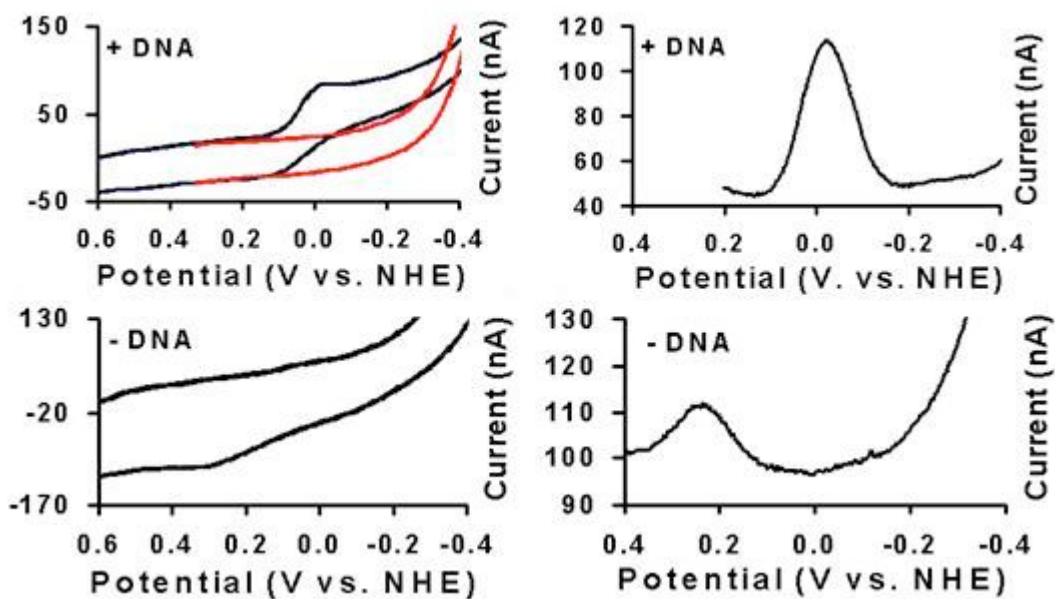 150
+ DNA
50
-50
0.6 0.4 0.2 0.0 -0.2 -0.4
Potential (V vs. NHE)
Current (nA)
120
+ DNA
100
80
60
40
0.4 0.2 0.0 -0.2 -0.4
Potential (V. vs. NHE)
Current (nA)
130
- DNA
-20
-170
0.6 0.4 0.2 0.0 -0.2 -0.4
Potential (V vs. NHE)
Current (nA)
130
- DNA
120
110
100
90
0.4 0.2 0.0 -0.2 -0.4
Potential (V vs. NHE)
Current (nA)